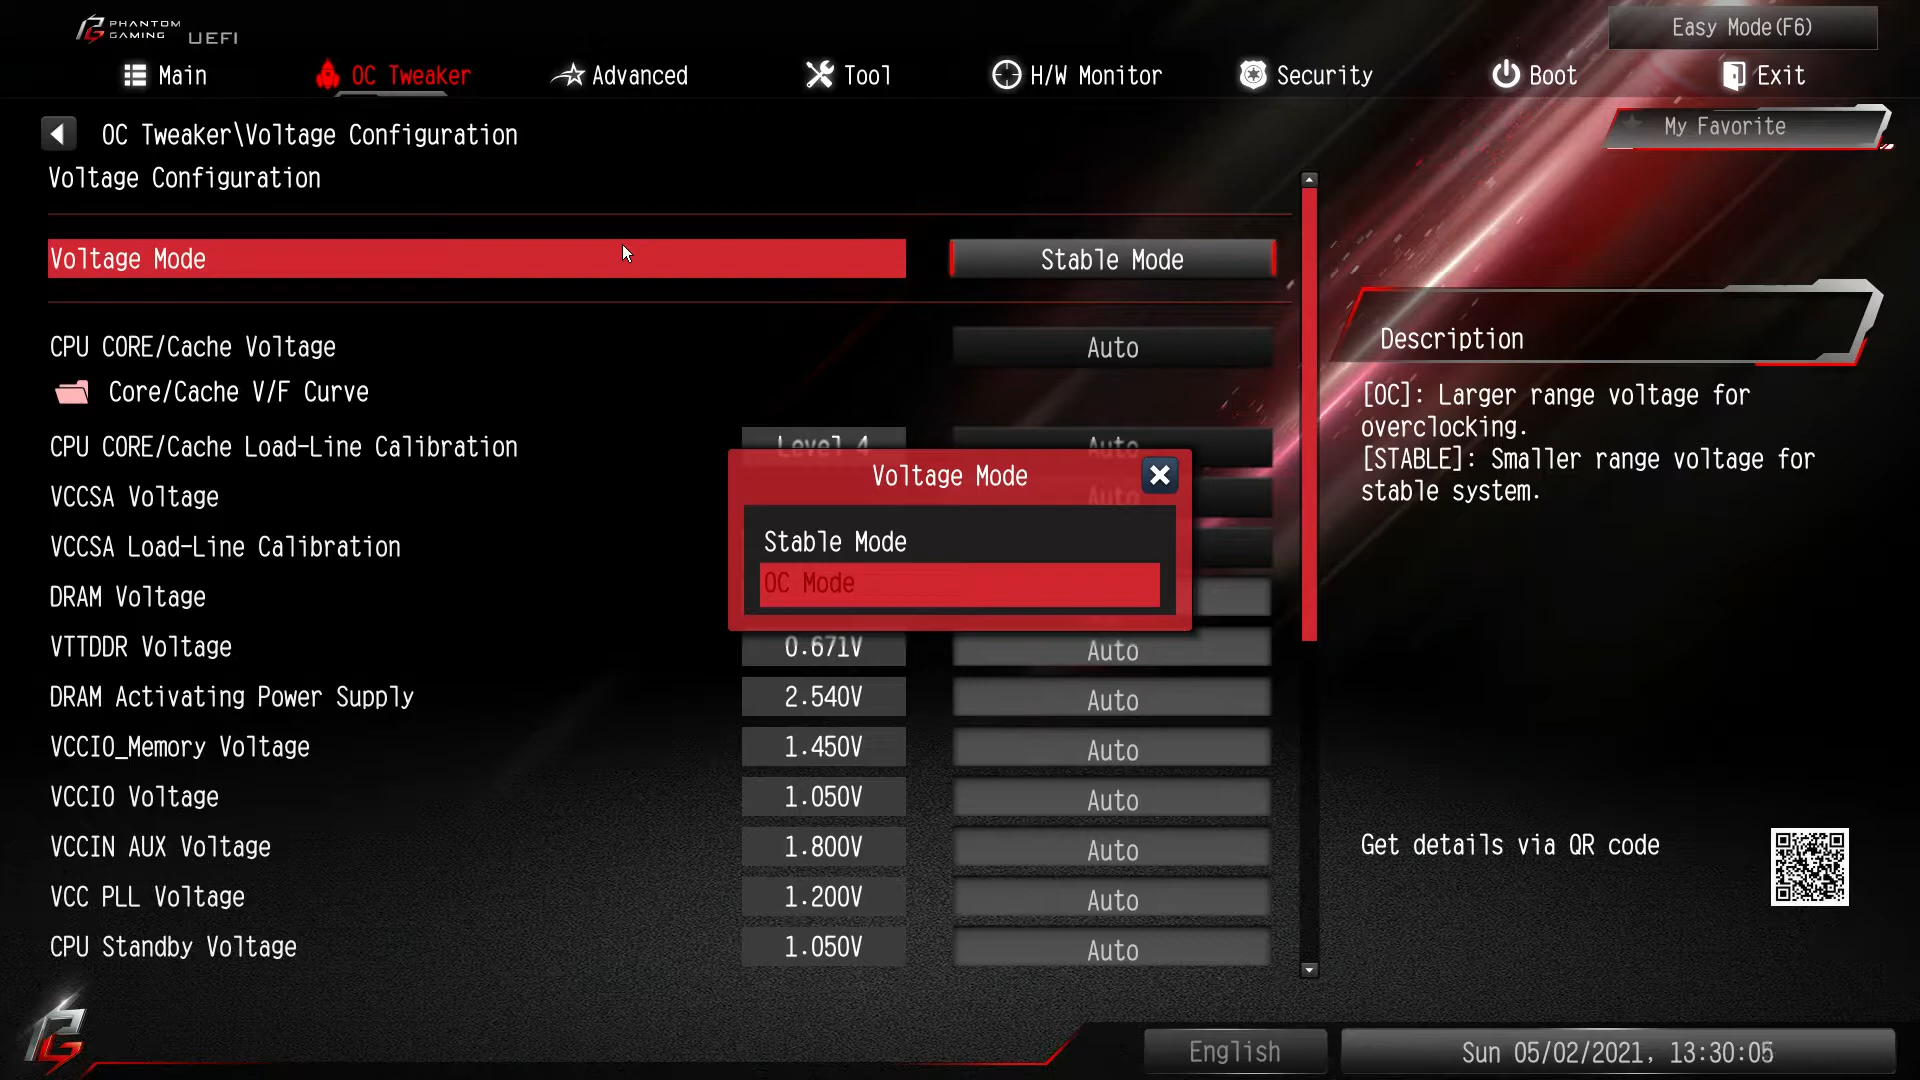 PHANTOM
GAMING
UEFI
Easy Mode(F6)
Main
OC Tweaker
Advanced
Tool
H/W Monitor
Security
Boot
Exit
My Favorite
OC Tweaker\Voltage Configuration
Voltage Configuration
Voltage Mode
Stable Mode
CPU CORE/Cache Voltage
Auto
Core/Cache V/F Curve
CPU CORE/Cache Load-Line Calibration
Level 4
Auto
VCCSA Voltage
Auto
VCCSA Load-Line Calibration
DRAM Voltage
VTTDDR Voltage
0.671V
Auto
DRAM Activating Power Supply
2.540V
Auto
VCCIO_Memory Voltage
1.450V
Auto
VCCIO Voltage
1.050V
Auto
VCCIN AUX Voltage
1.800V
Auto
VCC PLL Voltage
1.200V
Auto
CPU Standby Voltage
1.050V
Auto
Voltage Mode
Stable Mode
OC Mode
Description
[OC]: Larger range voltage for
overclocking.
[STABLE]: Smaller range voltage for
stable system.
Get details via QR code
English
Sun 05/02/2021, 13:30:05